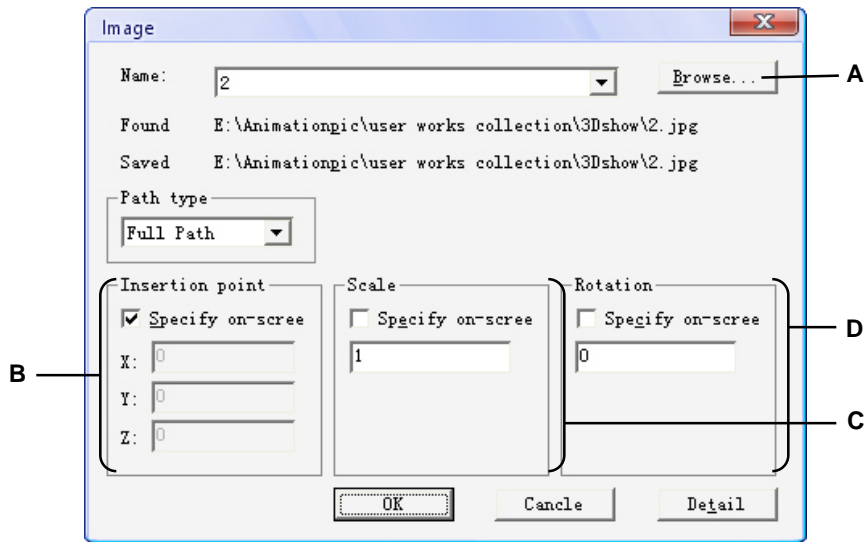 Image
Name: 2 Browse... A
Found E:\Animationpic\user works collection\3Dshow\2.jpg
Saved E:\Animationpic\user works collection\3Dshow\2.jpg
Path type
Full Path
Insertion point Scale Rotation
Specify on-scree Specify on-scree Specify on-scree D
X: 0 1 0
B
Y: 0
C
Z: 0
OK Cancle Detail